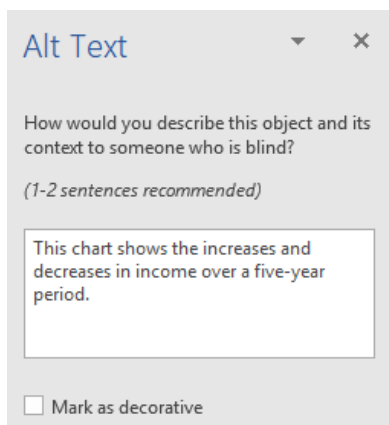 Alt Text
How would you describe this object and its
context to someone who is blind?
(1-2 sentences recommended)
This chart shows the increases and
decreases in income over a five-year
period.
Mark as decorative